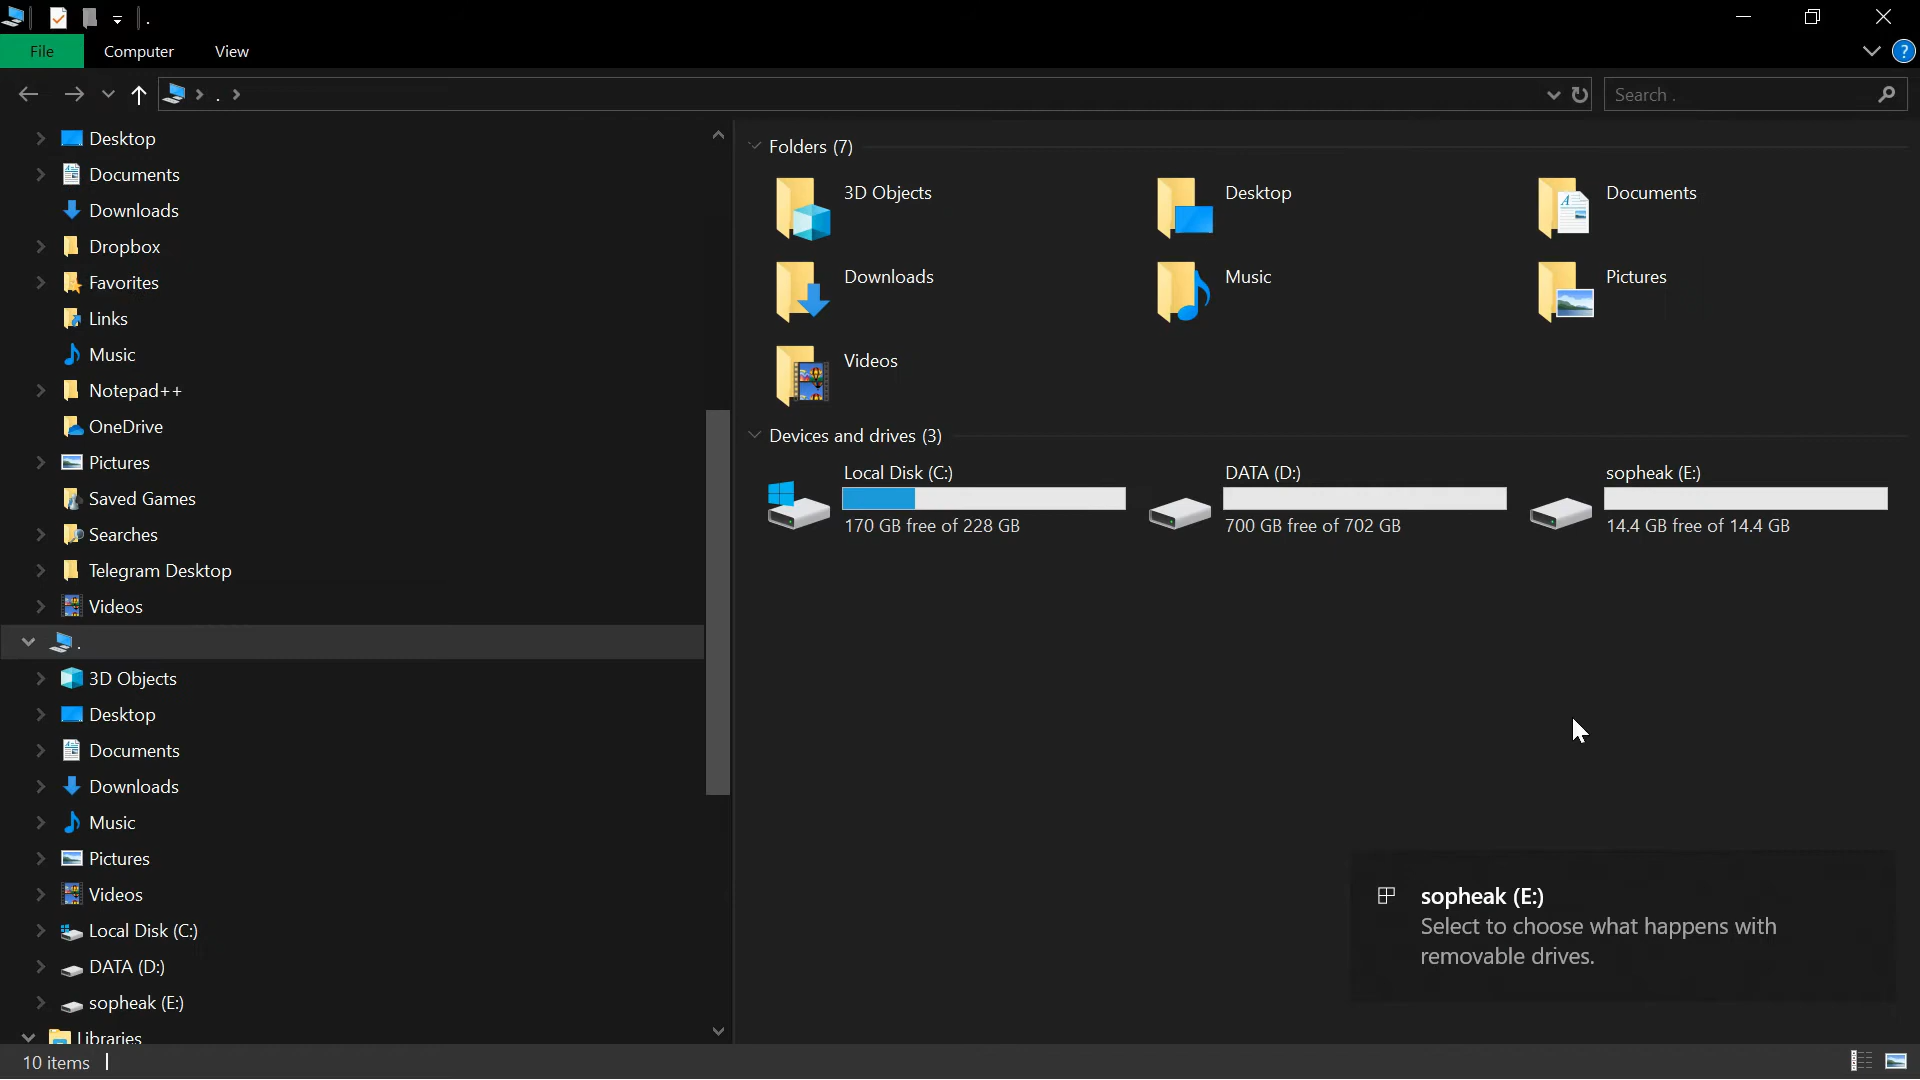 .
File
Computer
View
.
Search .
Desktop
Documents
Downloads
Dropbox
Favorites
Links
Music
Notepad++
OneDrive
Pictures
Saved Games
Searches
Telegram Desktop
Videos
.
3D Objects
Desktop
Documents
Downloads
Music
Pictures
Videos
Local Disk (C:)
DATA (D:)
sopheak (E:)
Libraries
Folders (7)
3D Objects
Desktop
Documents
Downloads
Music
Pictures
Videos
Devices and drives (3)
Local Disk (C:)
170 GB free of 228 GB
DATA (D:)
700 GB free of 702 GB
sopheak (E:)
14.4 GB free of 14.4 GB
sopheak (E:)
Select to choose what happens with
removable drives.
10 items